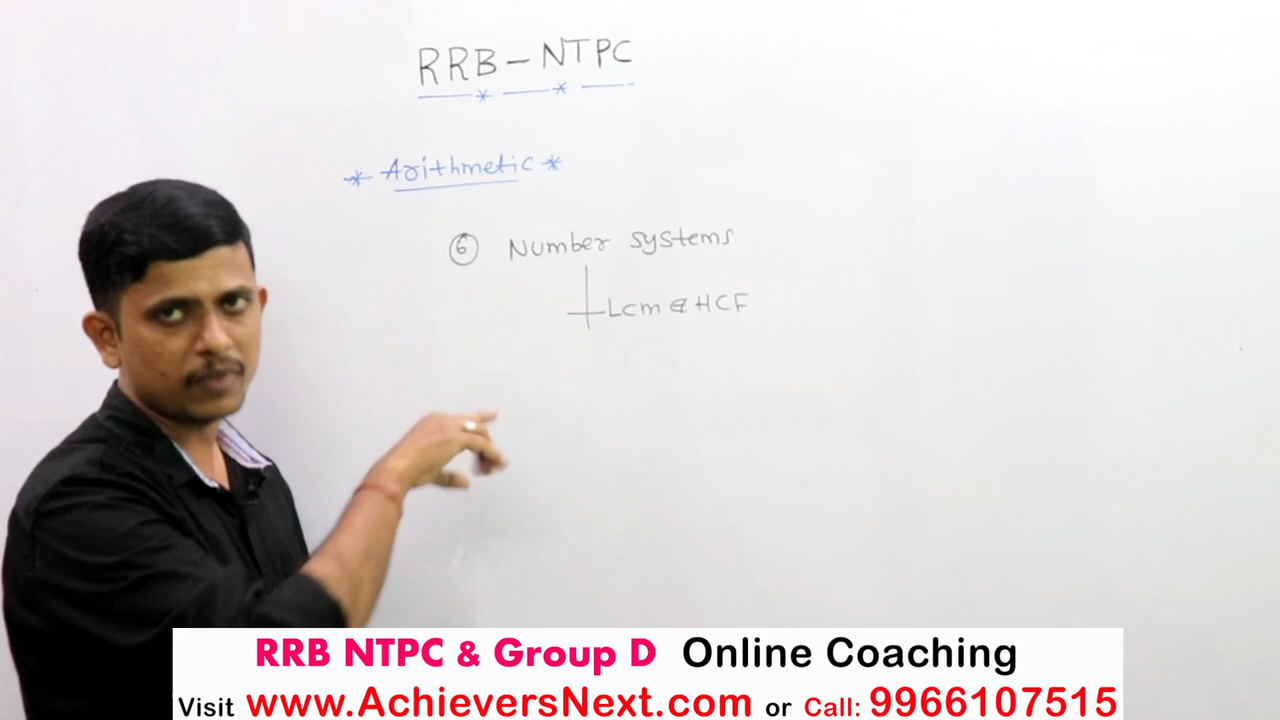 RRB - NTPC
* Arithmetic *
6 Number systems
Lcm & HCF
RRB NTPC & Group D Online Coaching
Visit www.AchieversNext.com or Call: 9966107515